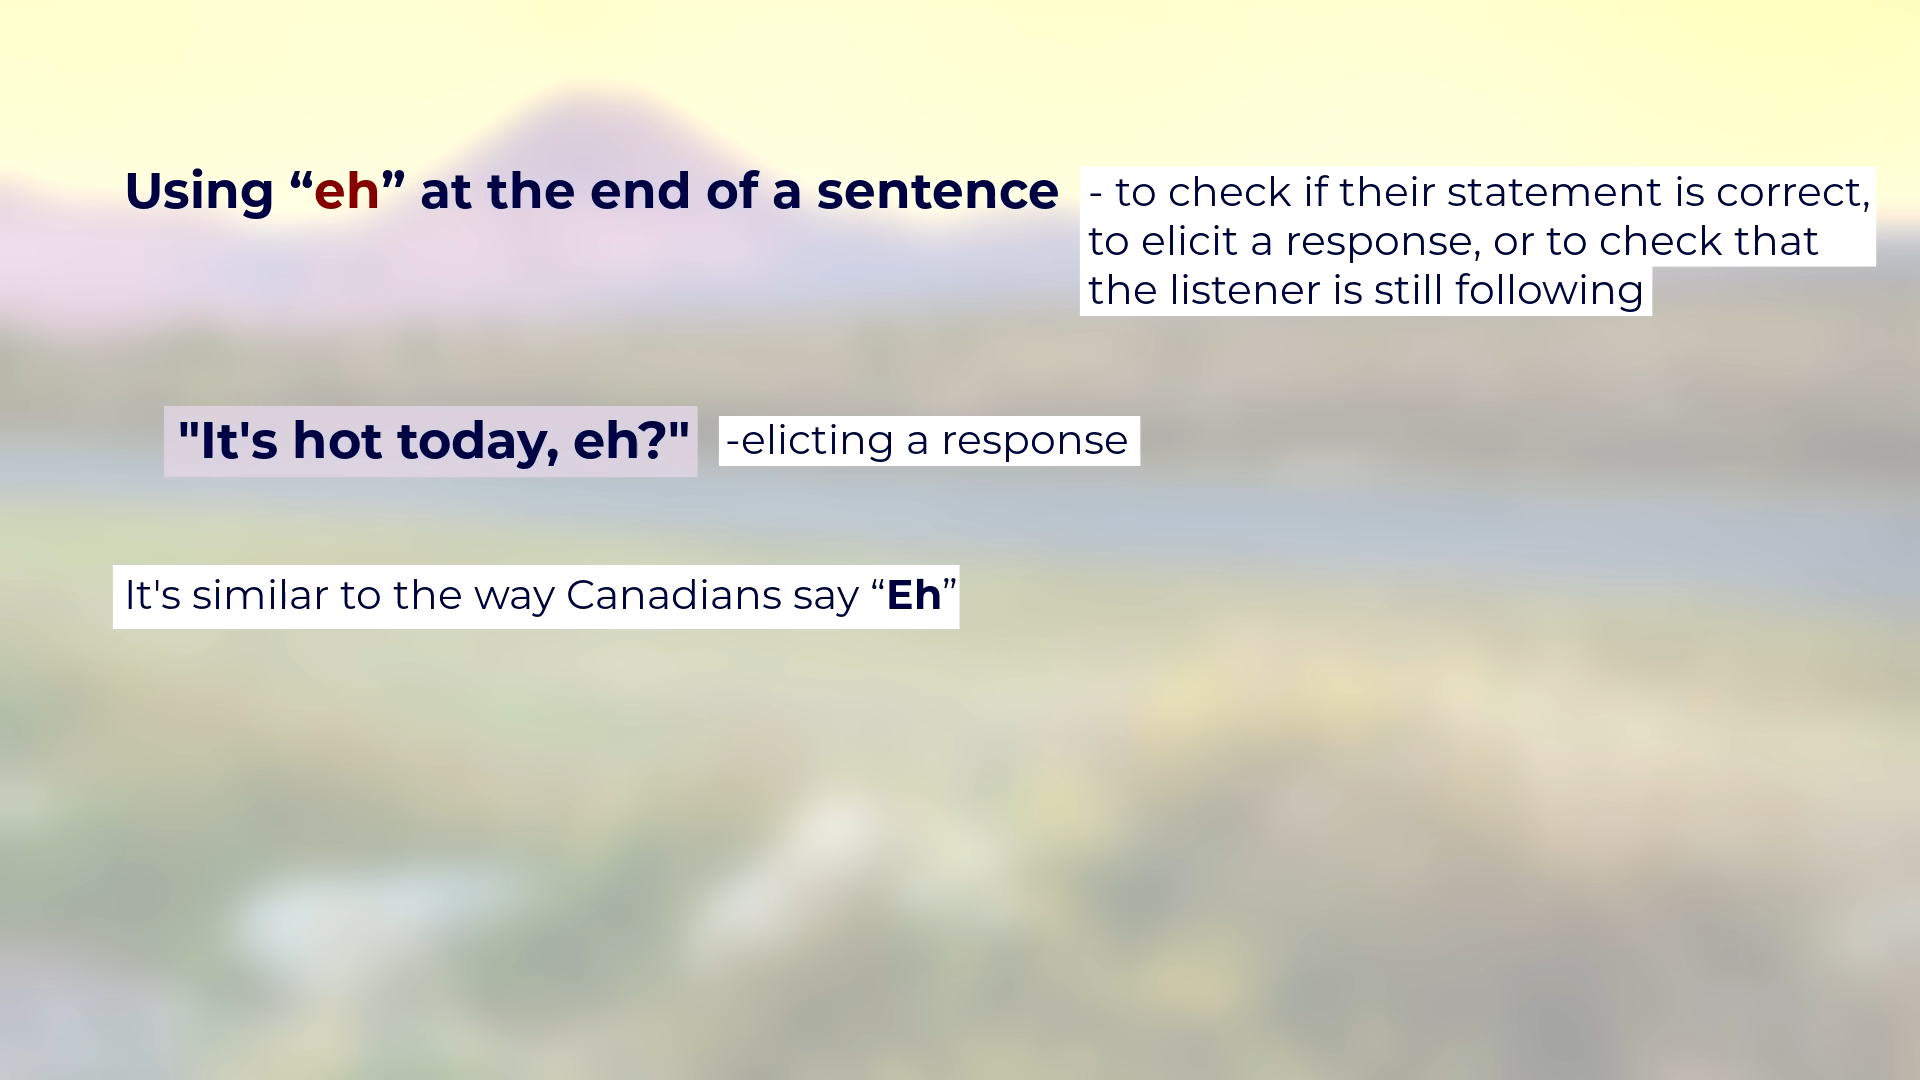 Using “eh” at the end of a sentence
- to check if their statement is correct,
to elicit a response, or to check that
the listener is still following
"It's hot today, eh?"
-elicting a response
It's similar to the way Canadians say “Eh”